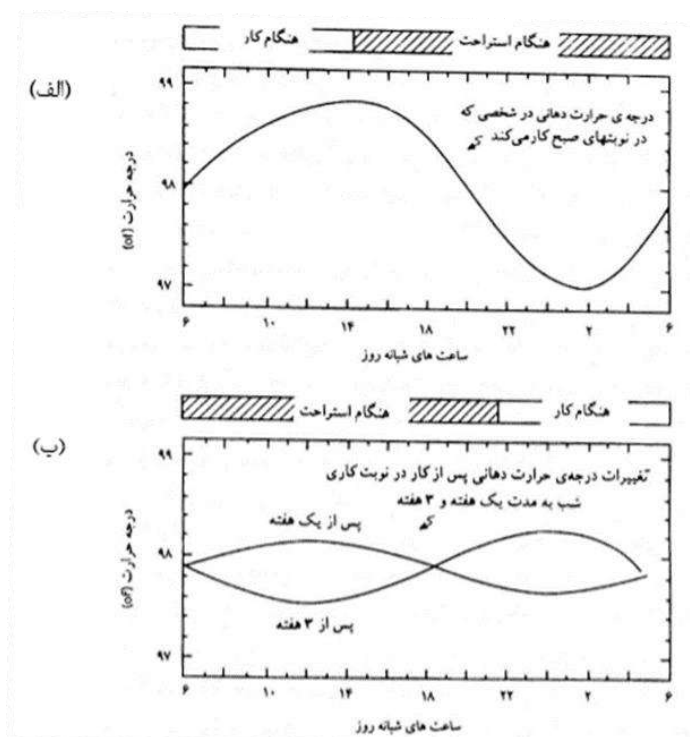 هنگام کار
هنگام استراحت
(الف)
۹۹
۹۸
۹۷
درجه حرارت (of)
درجه ی حرارت دهانی در شخصی که
در نوبتهای صبح کار می‌کند
۶ ۱۰ ۱۴ ۱۸ ۲۲ ۲ ۶
ساعت های شبانه روز
هنگام استراحت
هنگام کار
(ب)
۹۹
۹۸
۹۷
درجه حرارت (of)
تغییرات درجه‌ی حرارت دهانی پس از کار در نوبت کاری
شب به مدت یک هفته و ۳ هفته
پس از یک هفته
پس از ۳ هفته
۶ ۱۰ ۱۴ ۱۸ ۲۲ ۲ ۶
ساعت های شبانه روز